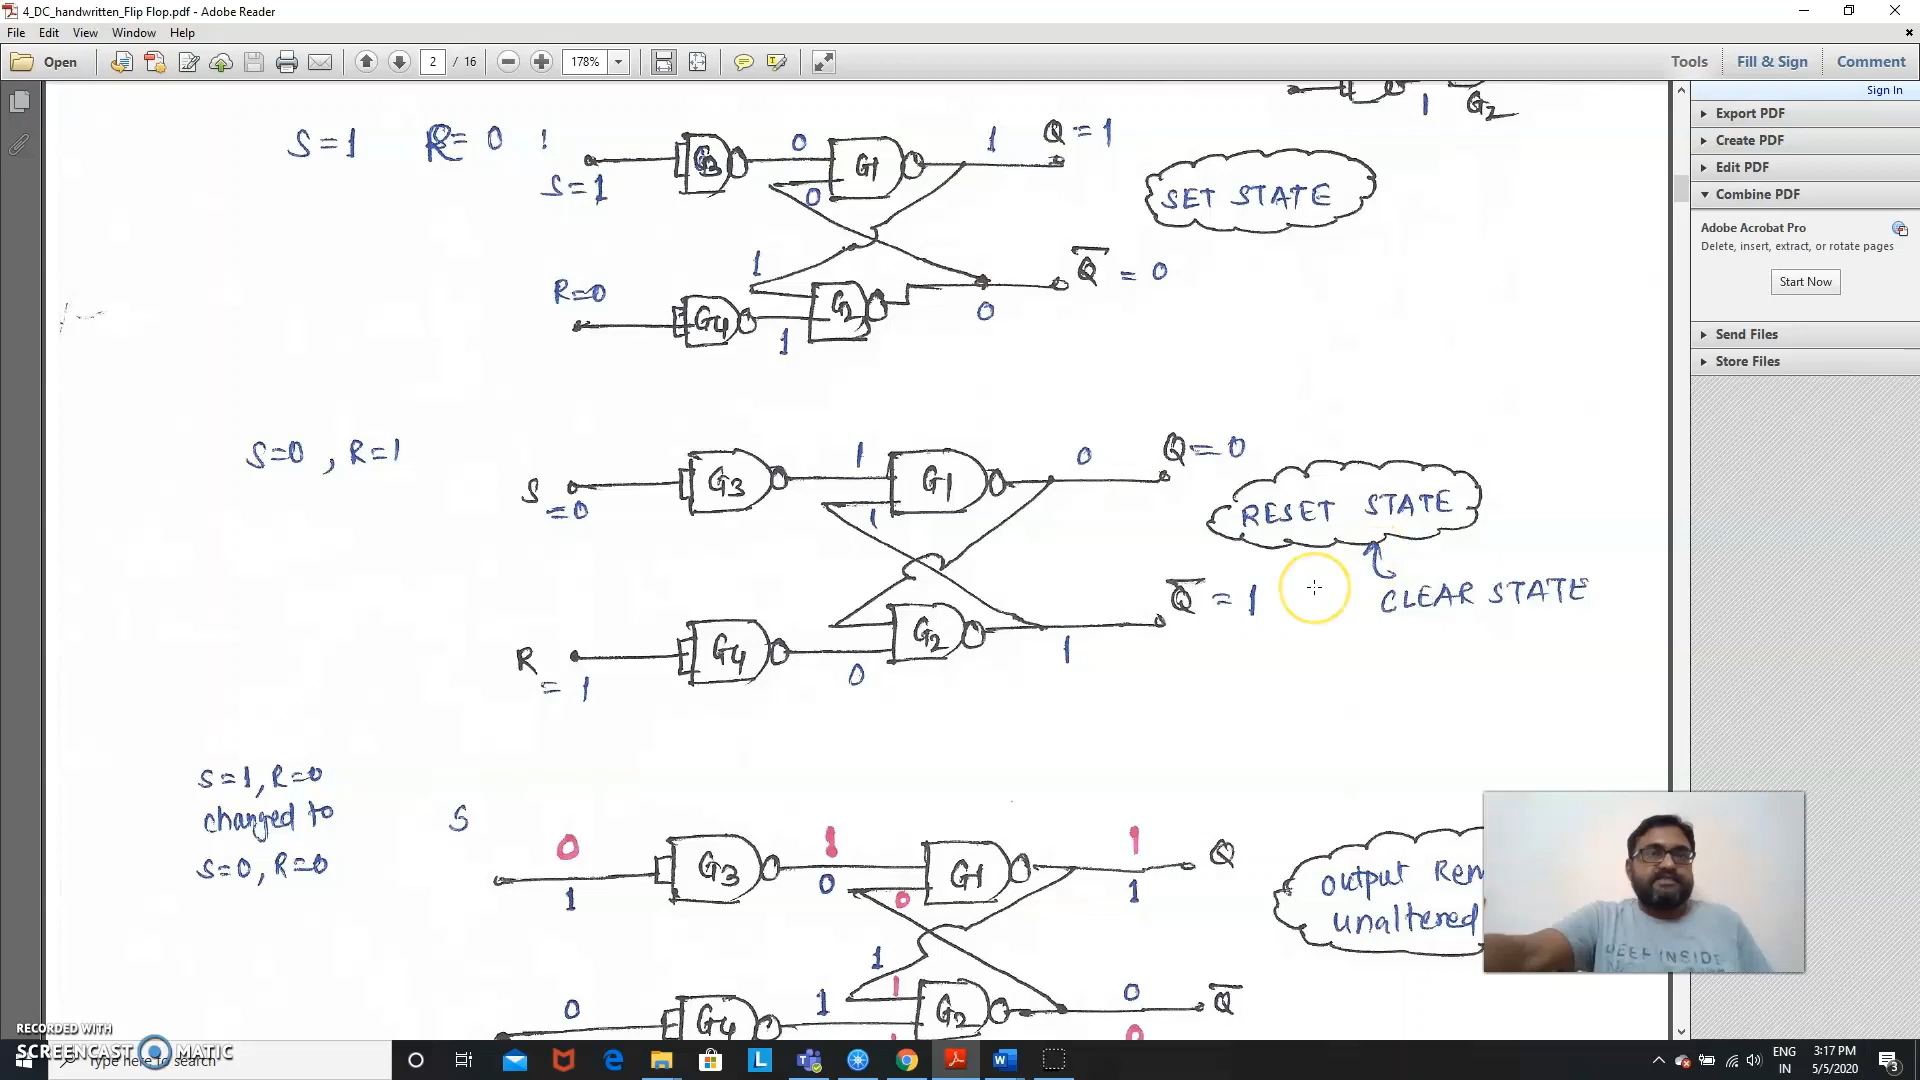 4_DC_handwritten_Flip Flop.pdf - Adobe Reader
File Edit View Window Help
Open 2 / 16 178% Tools Fill & Sign Comment
Sign In
Export PDF
Create PDF
Edit PDF
Combine PDF
Adobe Acrobat Pro
Delete, insert, extract, or rotate pages
Start Now
Send Files
Store Files
1 G2
S=1 R=0 :
S=1 G3 0 0 G1 1 Q=1
SET STATE
R=0 G4 1 1 G2 0 Q̅ = 0
S=0 , R=1
S =0 G3 1 1 G1 0 Q=0
RESET STATE
CLEAR STATE
R = 1 G4 0 G2 1 Q̅ = 1
S=1, R=0
changed to
S=0, R=0
S 0 1 G3 1 0 0 G1 1 1 Q
output Rem
unaltered
0 G4 1 1 1 G2 0 0 Q̅
DEEP INSIDE
RECORDED WITH
SCREENCAST MATIC
Type here to search
ENG
IN
3:17 PM
5/5/2020
3